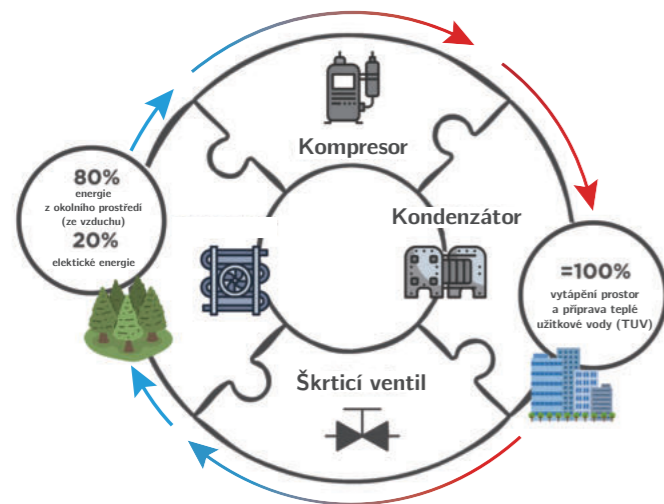 Kompresor
80%
energie
z okolního prostředí
(ze vzduchu)
20%
elektické energie
Kondenzátor
=100%
vytápění prostor
a příprava teplé
užitkové vody (TUV)
Škrticí ventil